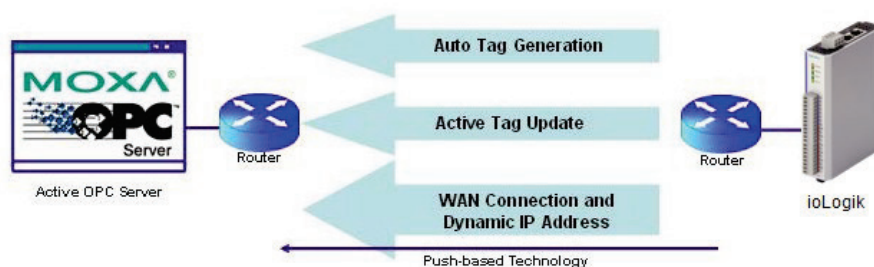 Auto Tag Generation
MOXA®
OPC™
Server
Active Tag Update
Router
Router
Active OPC Server
WAN Connection and
Dynamic IP Address
ioLogik
Push-based Technology